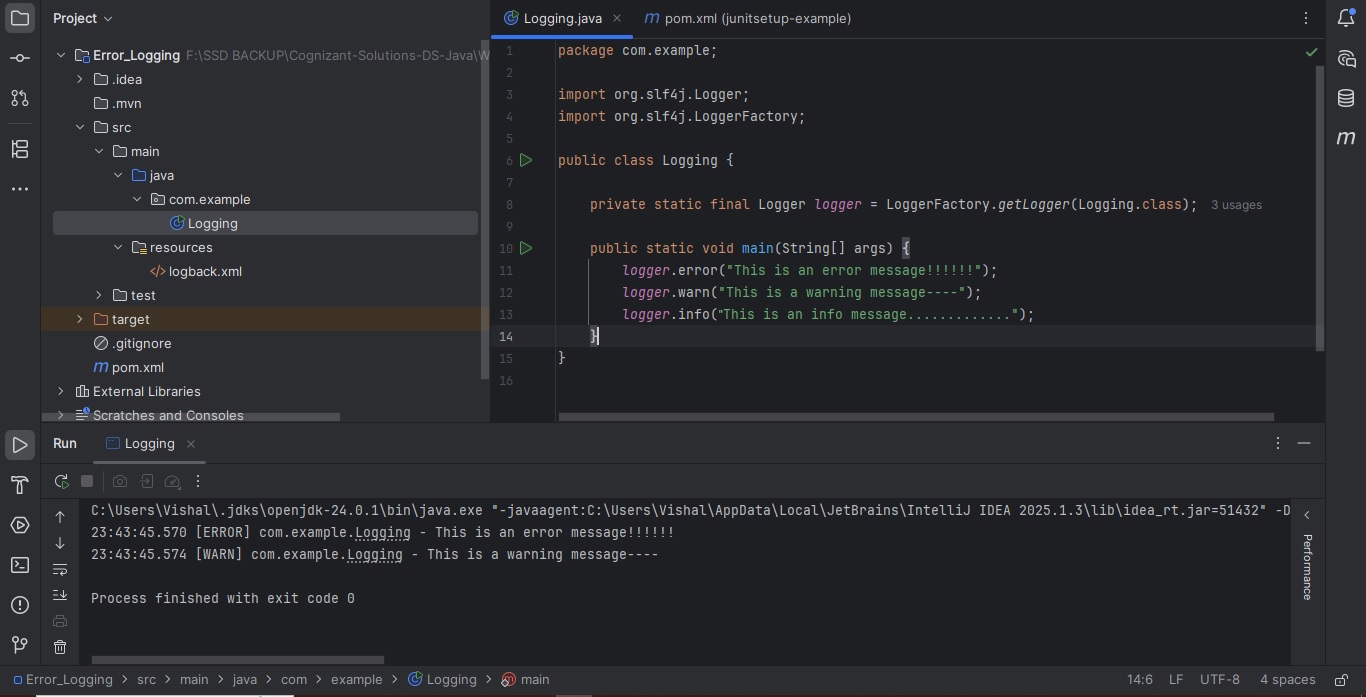 Project
Logging.java
pom.xml (junitsetup-example)
Error_Logging F:\SSD BACKUP\Cognizant-Solutions-DS-Java\W
.idea
.mvn
src
main
java
com.example
Logging
resources
logback.xml
test
target
.gitignore
pom.xml
External Libraries
Scratches and Consoles
1 package com.example;
2
3 import org.slf4j.Logger;
4 import org.slf4j.LoggerFactory;
5
6 public class Logging {
7
8 private static final Logger logger = LoggerFactory.getLogger(Logging.class); 3 usages
9
10 public static void main(String[] args) {
11 logger.error("This is an error message!!!!!!");
12 logger.warn("This is a warning message----");
13 logger.info("This is an info message.............");
14 }
15 }
16
Run Logging
C:\Users\Vishal\.jdks\openjdk-24.0.1\bin\java.exe "-javaagent:C:\Users\Vishal\AppData\Local\JetBrains\IntelliJ IDEA 2025.1.3\lib\idea_rt.jar=51432" -D
23:43:45.570 [ERROR] com.example.Logging - This is an error message!!!!!!
23:43:45.574 [WARN] com.example.Logging - This is a warning message----
Process finished with exit code 0
Performance
Error_Logging > src > main > java > com > example > Logging > main
14:6 LF UTF-8 4 spaces